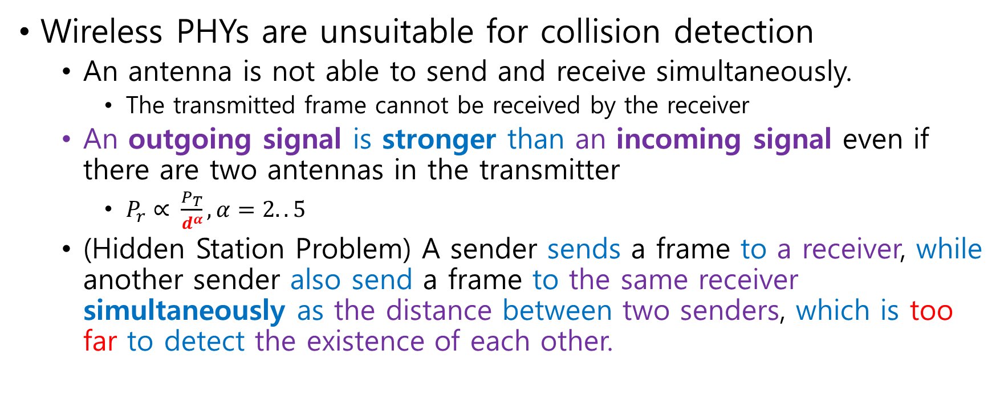 • Wireless PHYs are unsuitable for collision detection
• An antenna is not able to send and receive simultaneously.
• The transmitted frame cannot be received by the receiver
• An outgoing signal is stronger than an incoming signal even if
there are two antennas in the transmitter
• P_r ∝ P_T / d^α, α = 2..5
• (Hidden Station Problem) A sender sends a frame to a receiver, while
another sender also send a frame to the same receiver
simultaneously as the distance between two senders, which is too
far to detect the existence of each other.